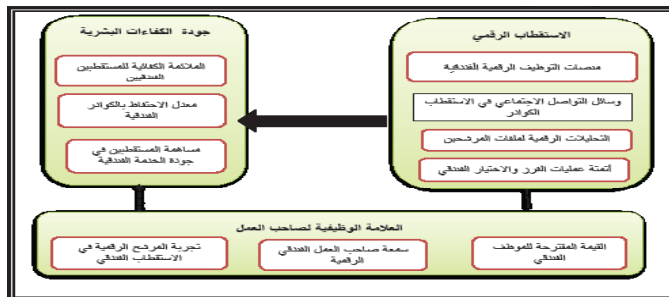 الاستقطاب الرقمي
منصات التوظيف الرقمية الفندقية
وسائل التواصل الاجتماعي في الاستقطاب
الكوادر
التحليلات الرقمية لملفات المرشحين
أتمتة عمليات الفرز والاختيار الفندقي
جودة الكفاءات البشرية
الملائمة الكفائية للمستقطبين
الفندقيين
معدل الاحتفاظ بالكوادر
الفندقية
مساهمة المستقطبين في
جودة الخدمة الفندقية
العلامة الوظيفية لصاحب العمل
القيمة المقترحة للموظف
الفندقي
سمعة صاحب العمل الفندقي
الرقمية
تجربة المرشح الرقمية في
الاستقطاب الفندقي